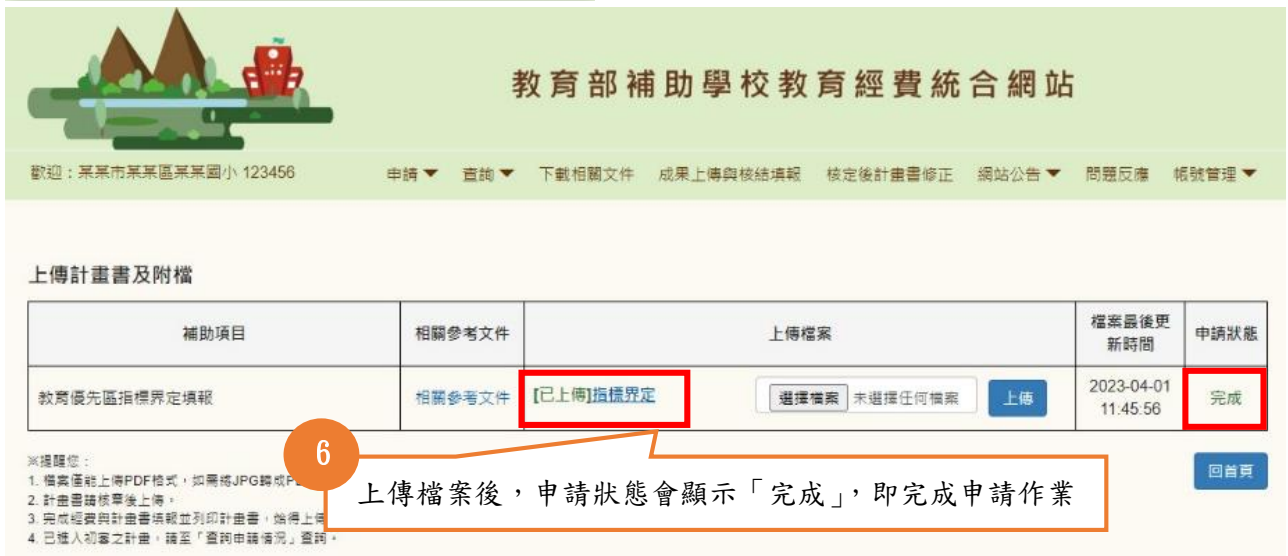 教育部補助學校教育經費統合網站
歡迎：某某市某某區某某國小 123456
申請▼ 查詢▼ 下載相關文件 成果上傳與核結填報 核定後計畫書修正 網站公告▼ 問題反應 帳號管理▼
上傳計畫書及附檔
補助項目 相關參考文件 上傳檔案 檔案最後更新時間 申請狀態
教育優先區指標界定填報 相關參考文件 [已上傳]指標界定 選擇檔案 未選擇任何檔案 上傳 2023-04-01 11:45:56 完成
※提醒您：
1. 檔案僅能上傳PDF格式，如需將JPG轉成
2. 計畫書請核章後上傳。
3. 完成經費與計畫書填報並列印計畫書，始得上傳
4. 已進入初審之計畫，請至「查詢申請情況」查詢。
6
上傳檔案後，申請狀態會顯示「完成」，即完成申請作業
回首頁